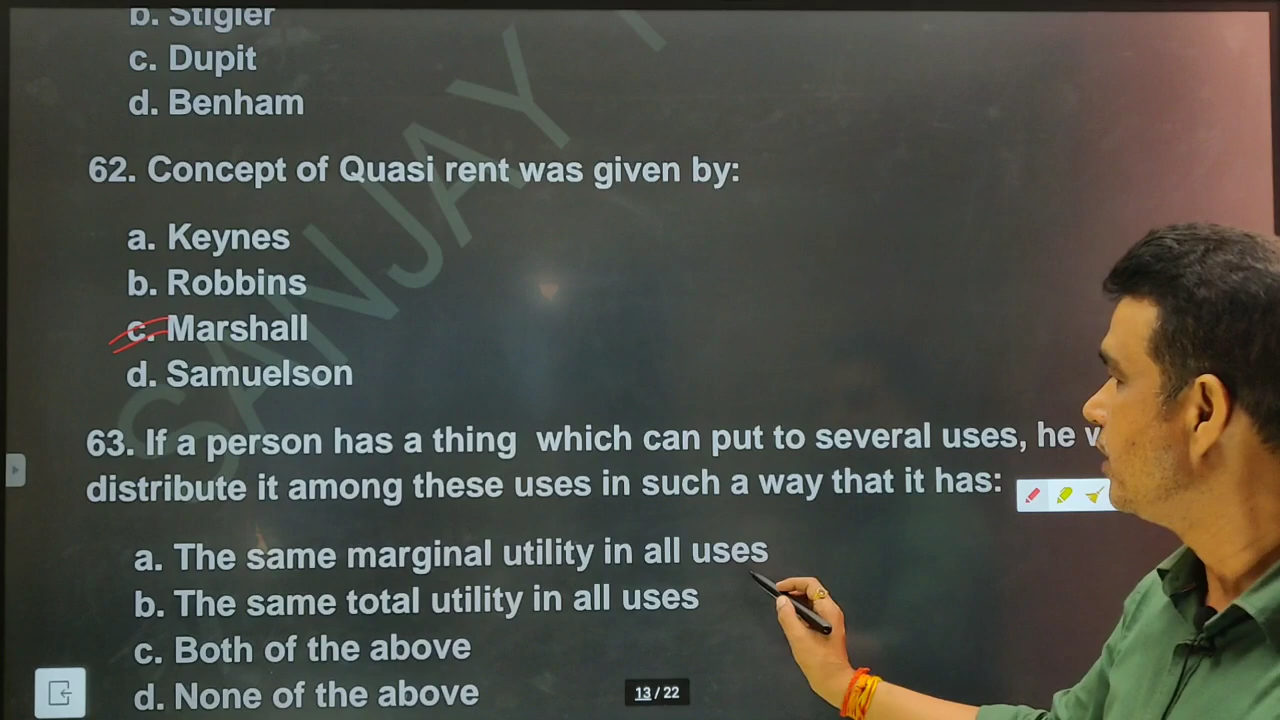 b. Stigler
c. Dupit
d. Benham
62. Concept of Quasi rent was given by:
a. Keynes
b. Robbins
c. Marshall
d. Samuelson
63. If a person has a thing which can put to several uses, he
distribute it among these uses in such a way that it has:
a. The same marginal utility in all uses
b. The same total utility in all uses
c. Both of the above
d. None of the above
13 / 22
SANJAY